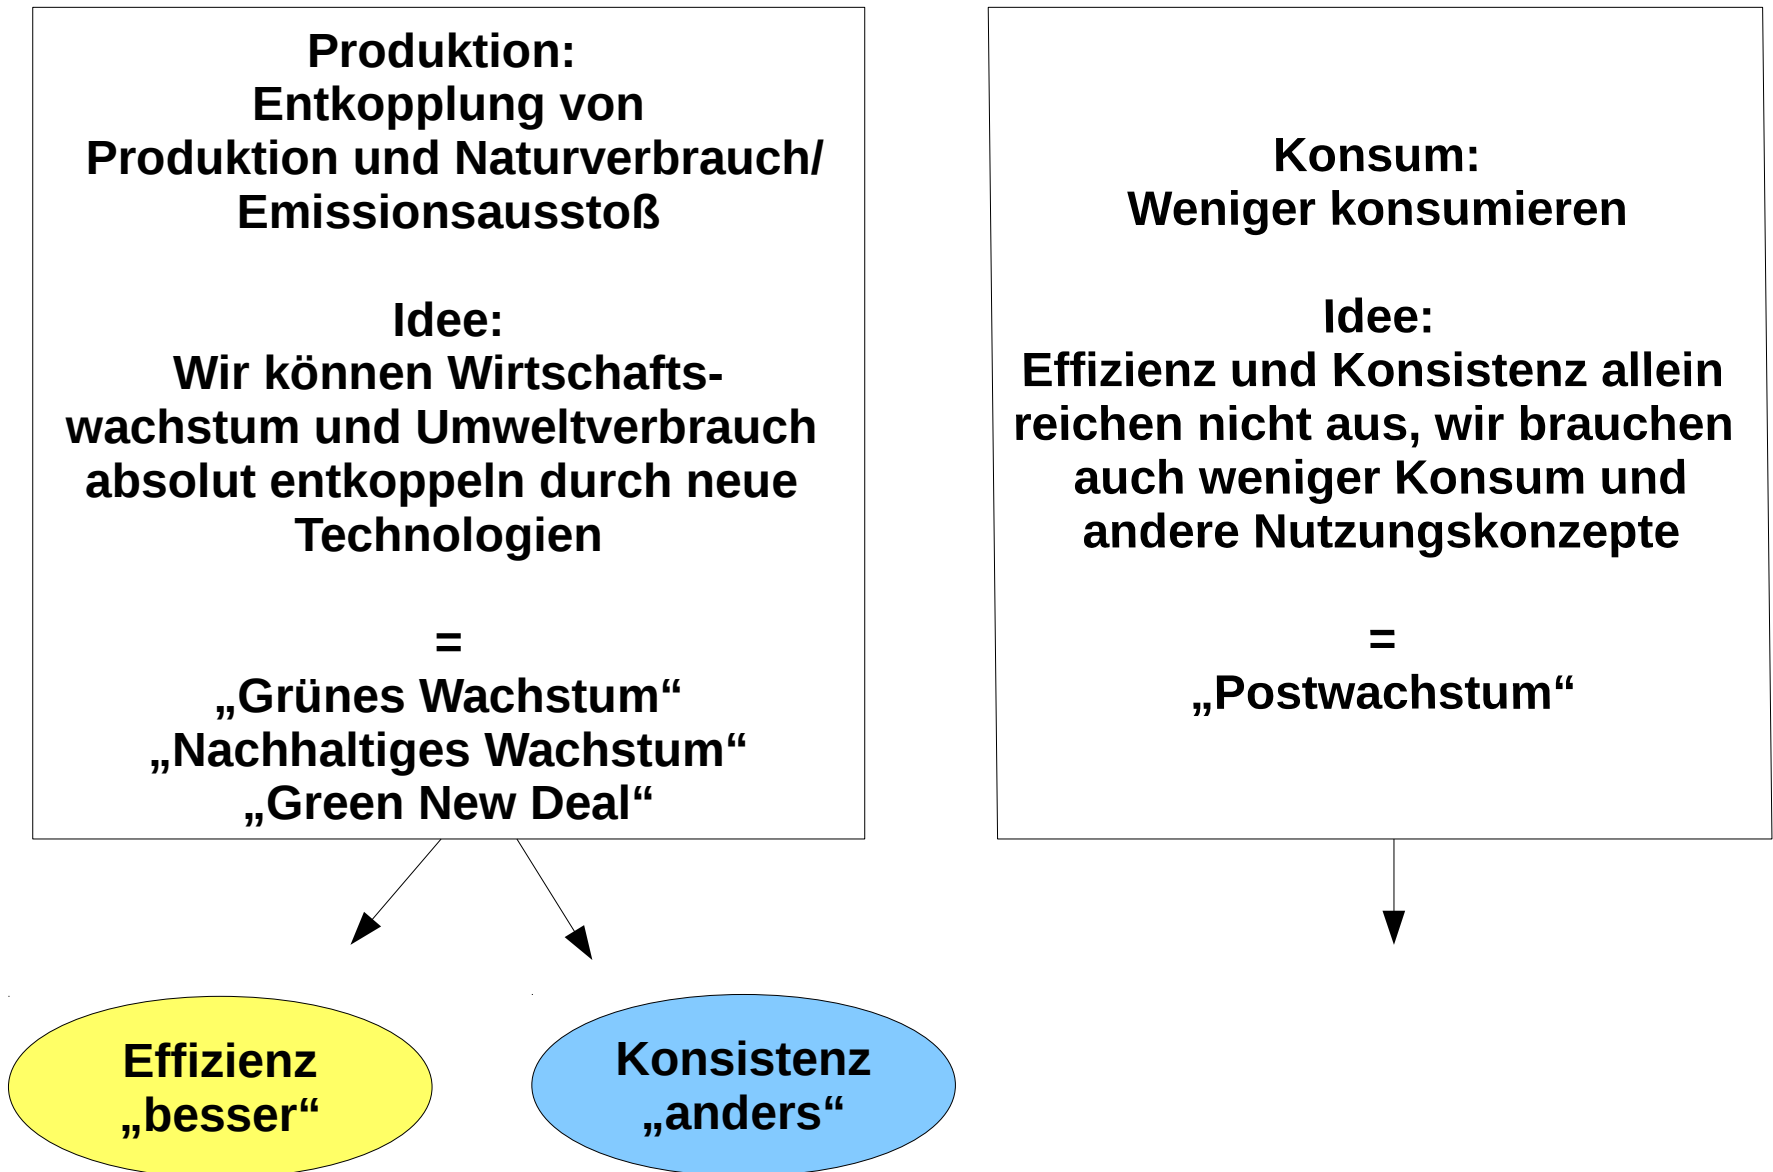 Produktion:
Entkopplung von
Produktion und Naturverbrauch/
Emissionsausstoß
Idee:
Wir können Wirtschafts-
wachstum und Umweltverbrauch
absolut entkoppeln durch neue
Technologien
=
„Grünes Wachstum“
„Nachhaltiges Wachstum“
„Green New Deal“
Konsum:
Weniger konsumieren
Idee:
Effizienz und Konsistenz allein
reichen nicht aus, wir brauchen
auch weniger Konsum und
andere Nutzungskonzepte
=
„Postwachstum“
Effizienz
„besser“
Konsistenz
„anders“